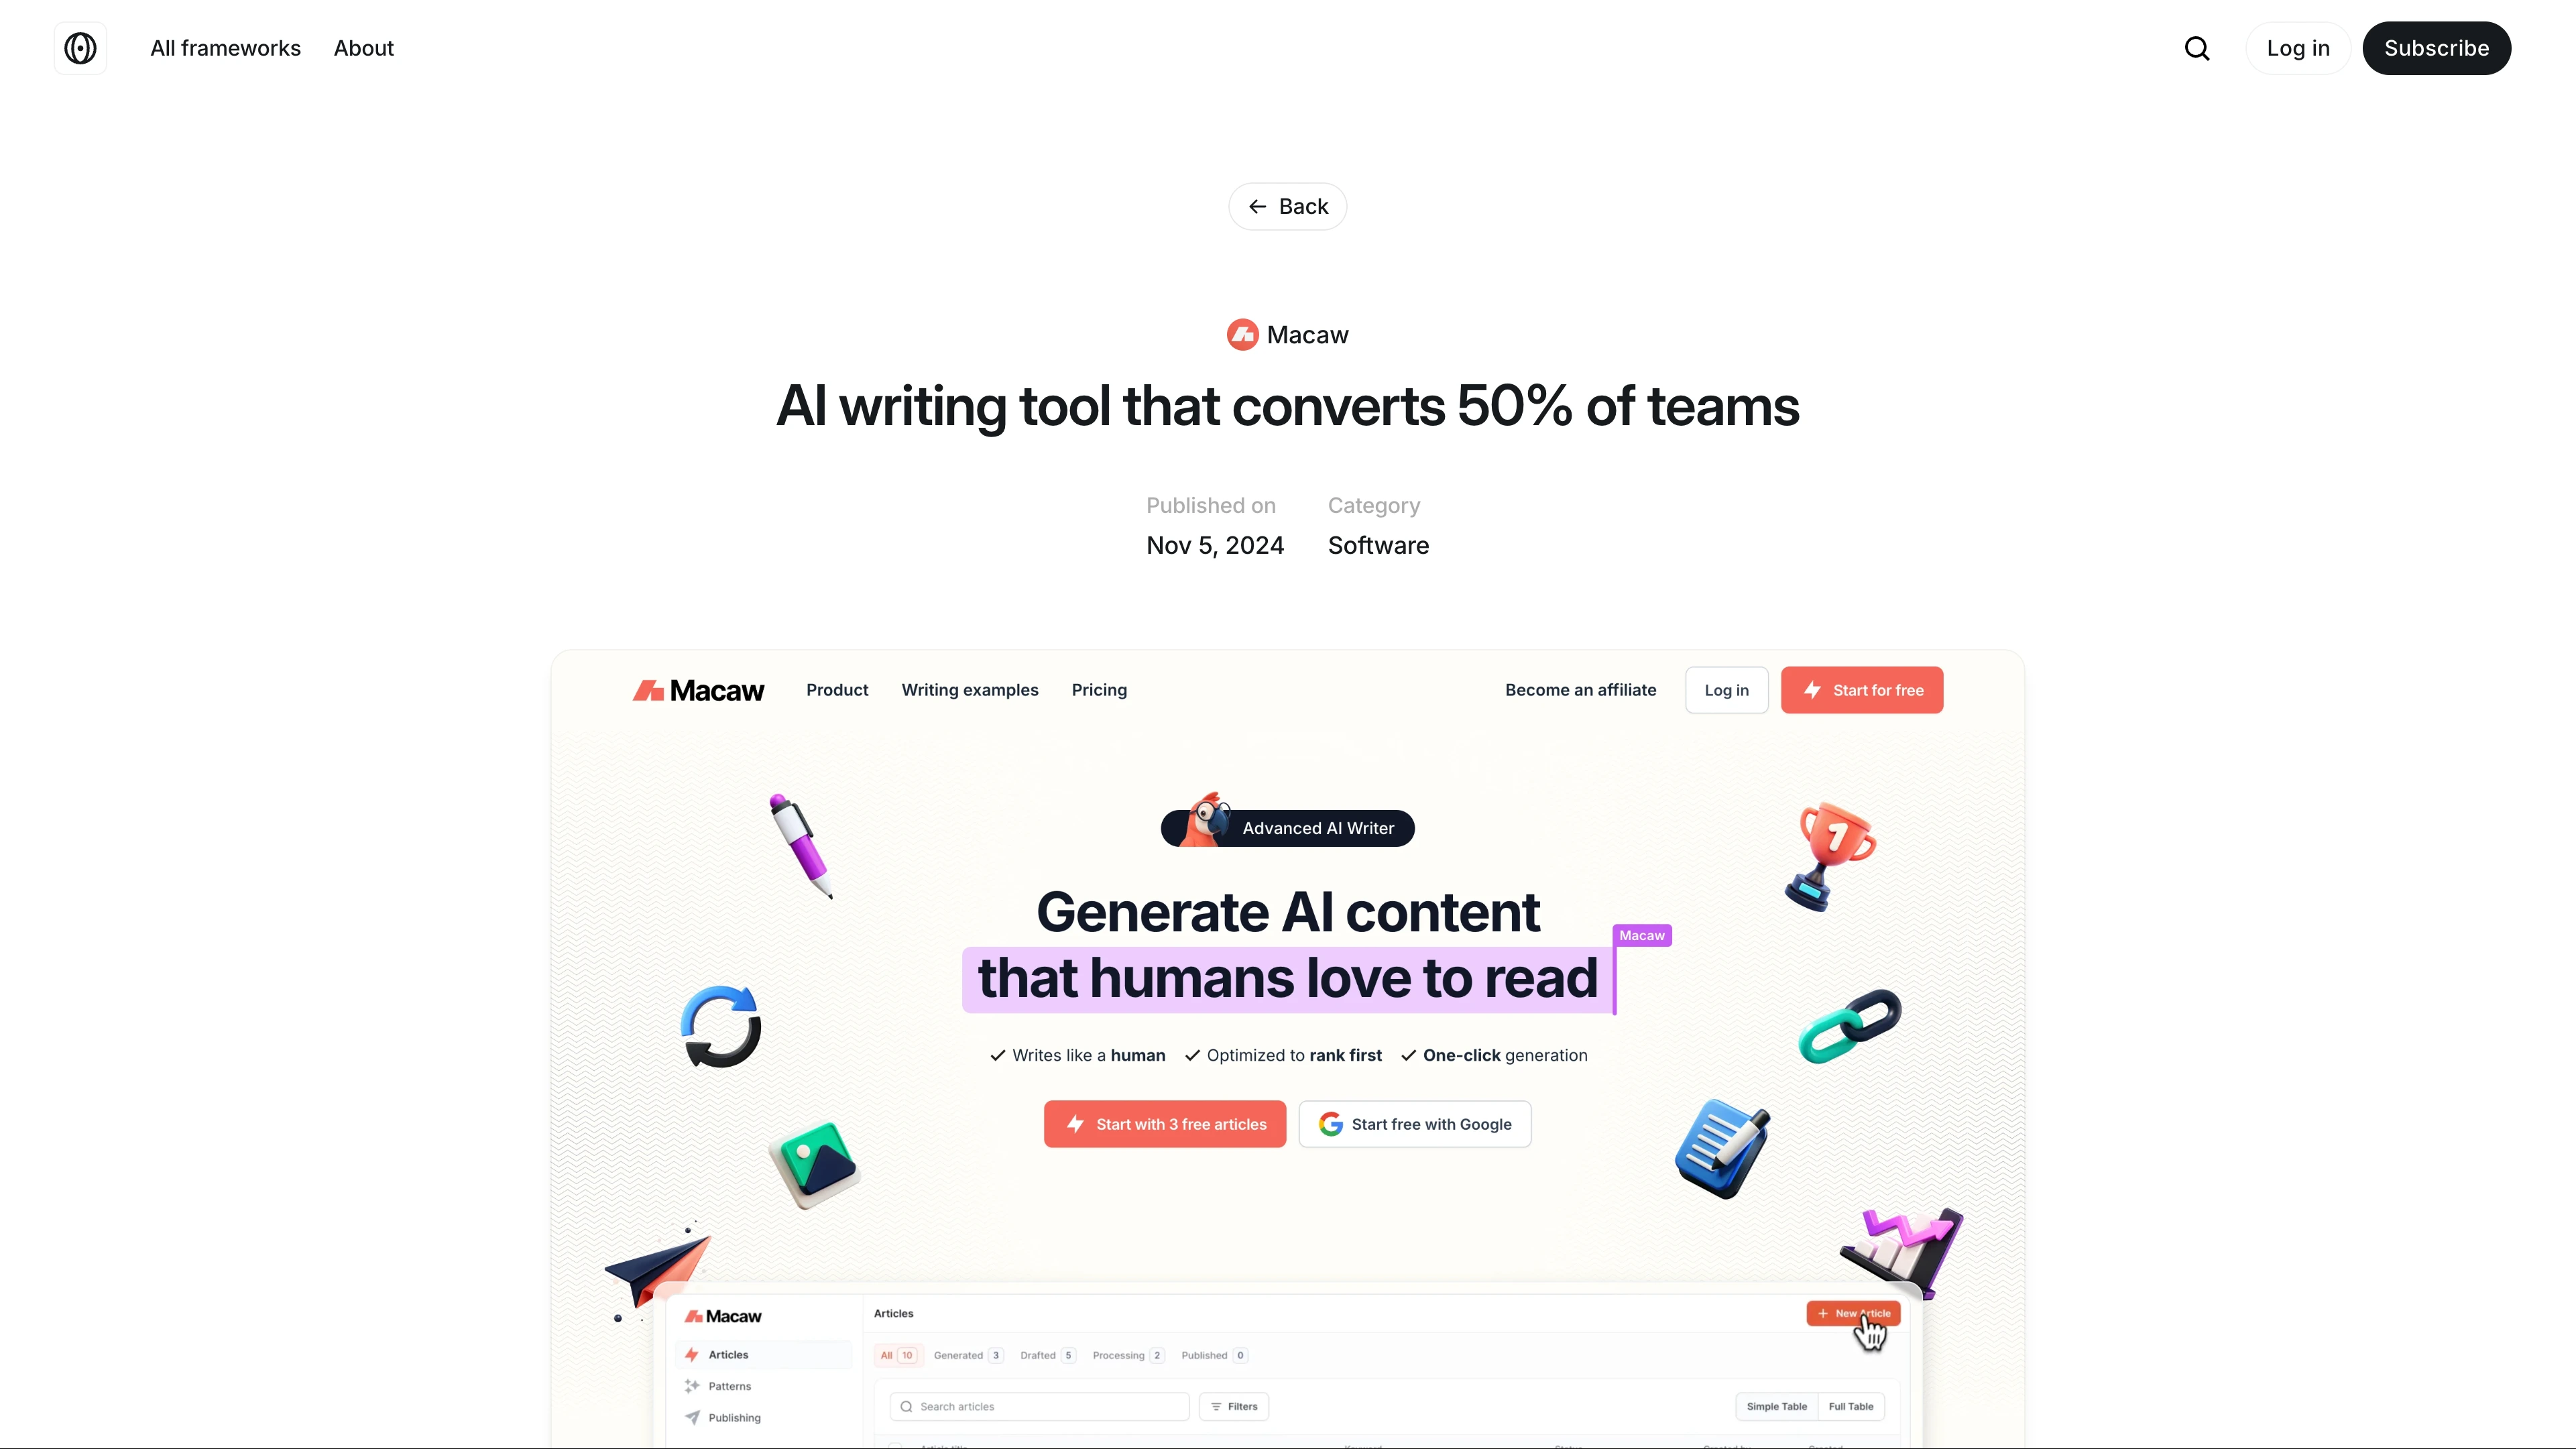 All frameworks About Log in Subscribe
Back
Macaw
AI writing tool that converts 50% of teams
Published on Category
Nov 5, 2024 Software
Macaw Product Writing examples Pricing Become an affiliate Log in Start for free
1
Advanced AI Writer
Generate AI content
Macaw
that humans love to read
Writes like a human Optimized to rank first One-click generation
Start with 3 free articles Start free with Google
Macaw Articles New Article
Articles All 10 Generated 3 Drafted 5 Processing 2 Published 0
Patterns
Search articles Filters Simple Table Full Table
Publishing